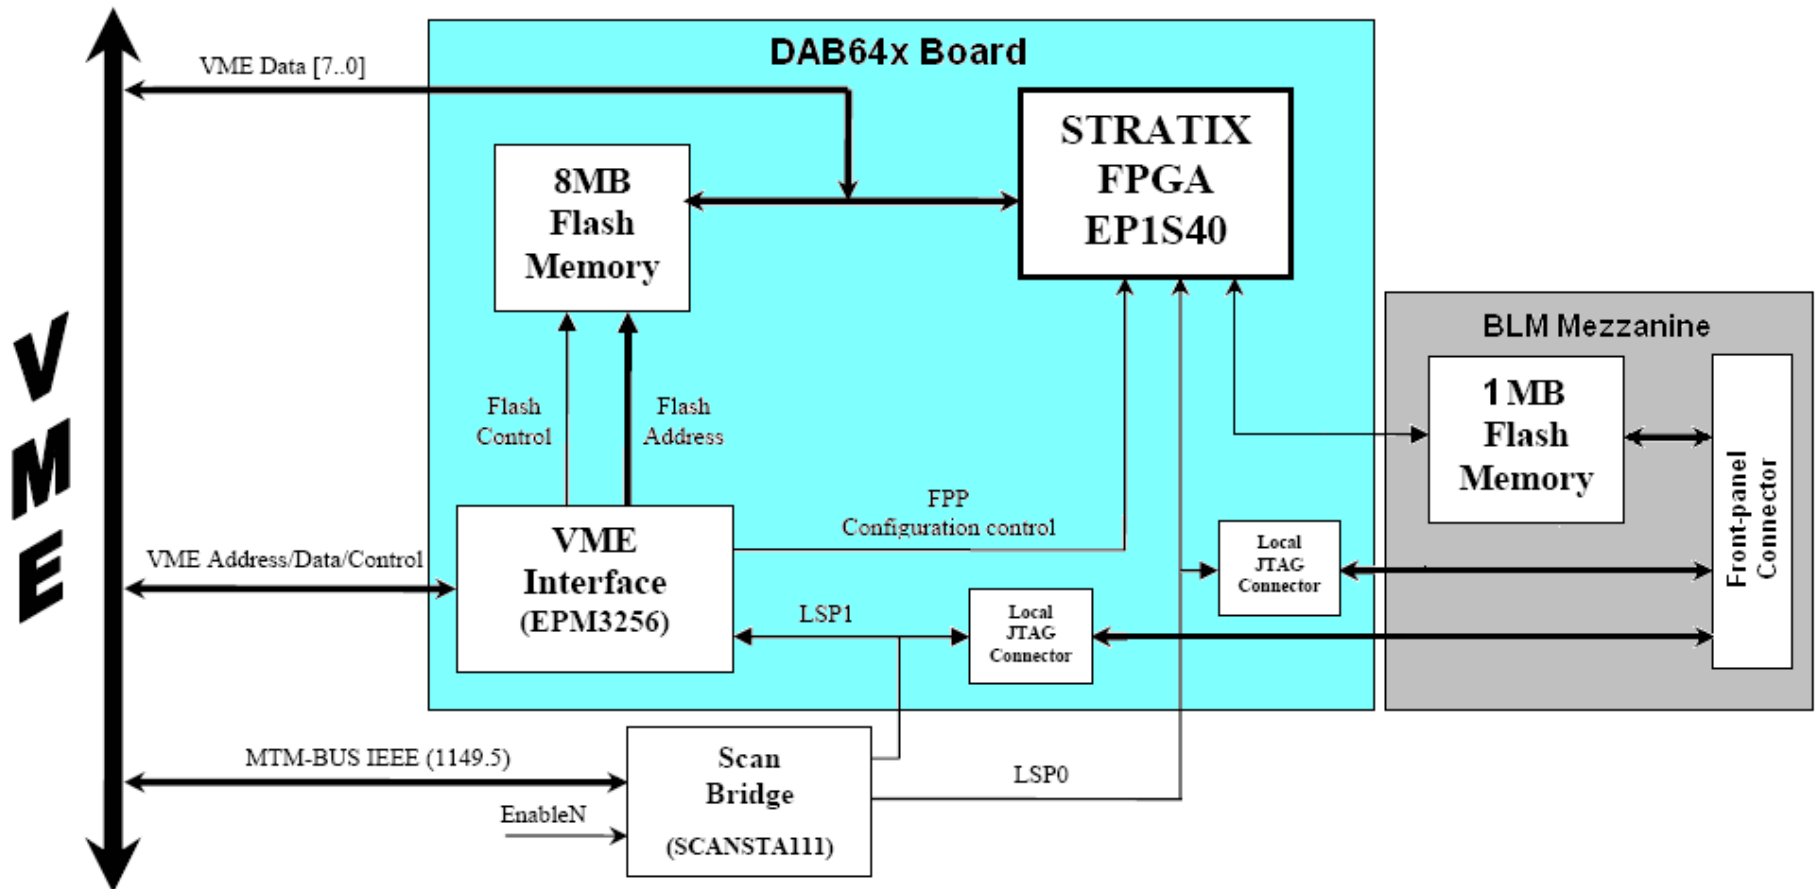 DAB64x Board
VME Data [7..0]
STRATIX
FPGA
EP1S40
8MB
Flash
Memory
BLM Mezzanine
1MB
Flash
Memory
Front-panel
Connector
VME
Flash
Control
Flash
Address
FPP
Configuration control
VME
Interface
(EPM3256)
VME Address/Data/Control
Local
JTAG
Connector
LSP1
Local
JTAG
Connector
MTM-BUS IEEE (1149.5)
Scan
Bridge
(SCANSTA111)
LSP0
EnableN